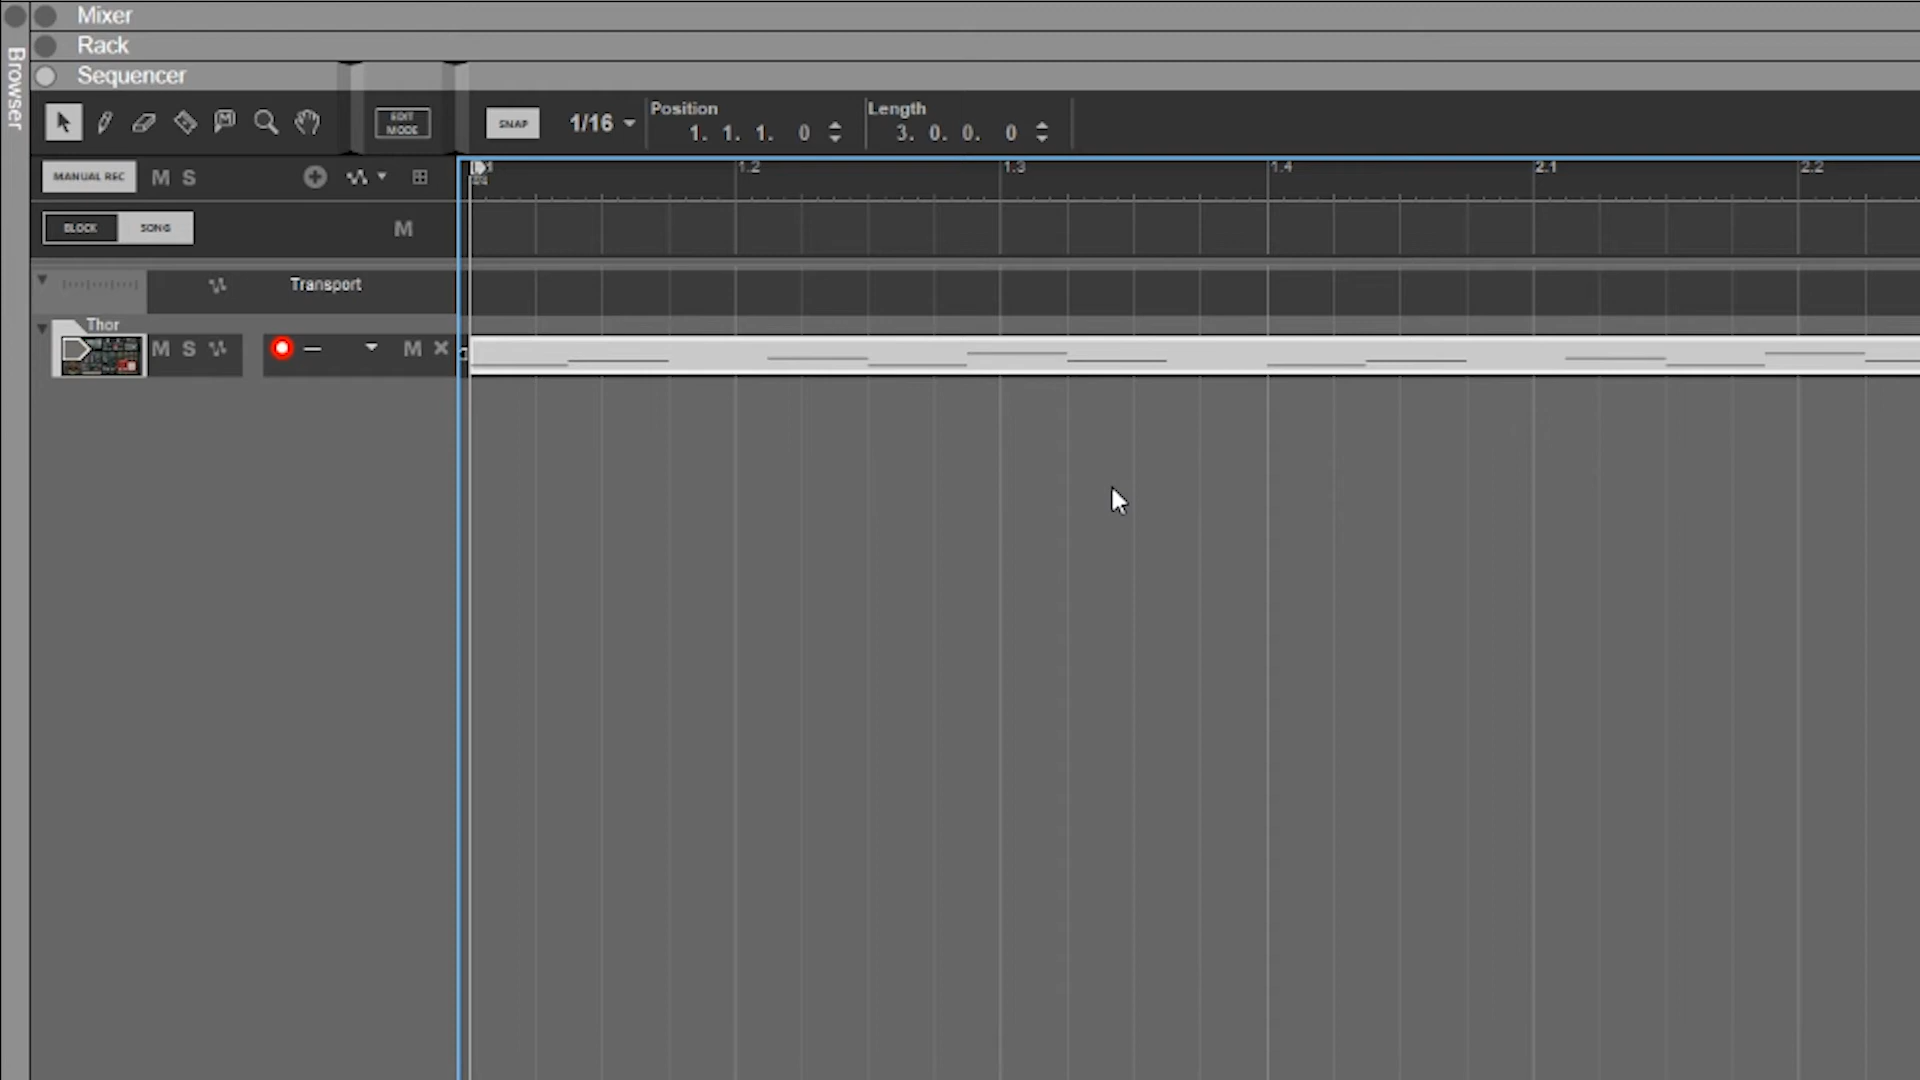 Mixer
Rack
Sequencer
Browser
EDIT
MODE
SNAP
1/16
Position
1. 1. 1. 0
Length
3. 0. 0. 0
MANUAL REC
M S
1.2
1.3
1.4
2.1
2.2
BLOCK
SONG
M
Transport
Thor
M S
M